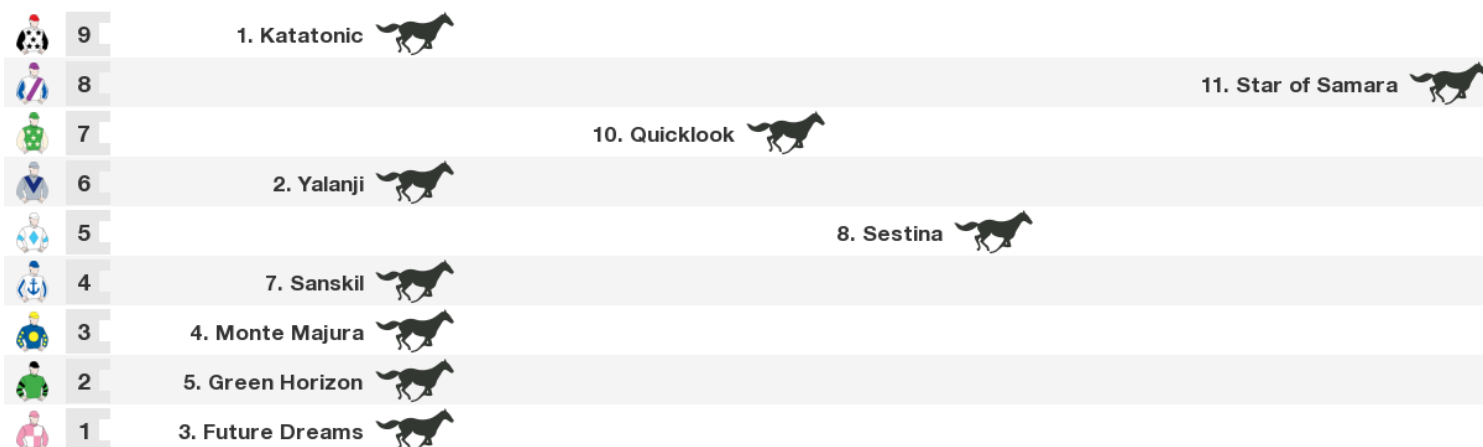 9 1. Katatonic
8 11. Star of Samara
7 10. Quicklook
6 2. Yalanji
5 8. Sestina
4 7. Sanskil
3 4. Monte Majura
2 5. Green Horizon
1 3. Future Dreams